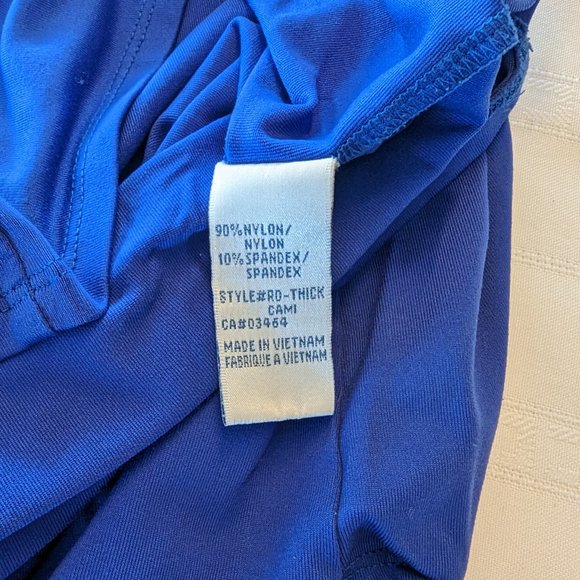 90%NYLON/
NYLON
10%SPANDEX/
SPANDEX
STYLE#RD-THICK
CAMI
CA#03464
MADE IN VIETNAM
FABRIQUE A VIETNAM